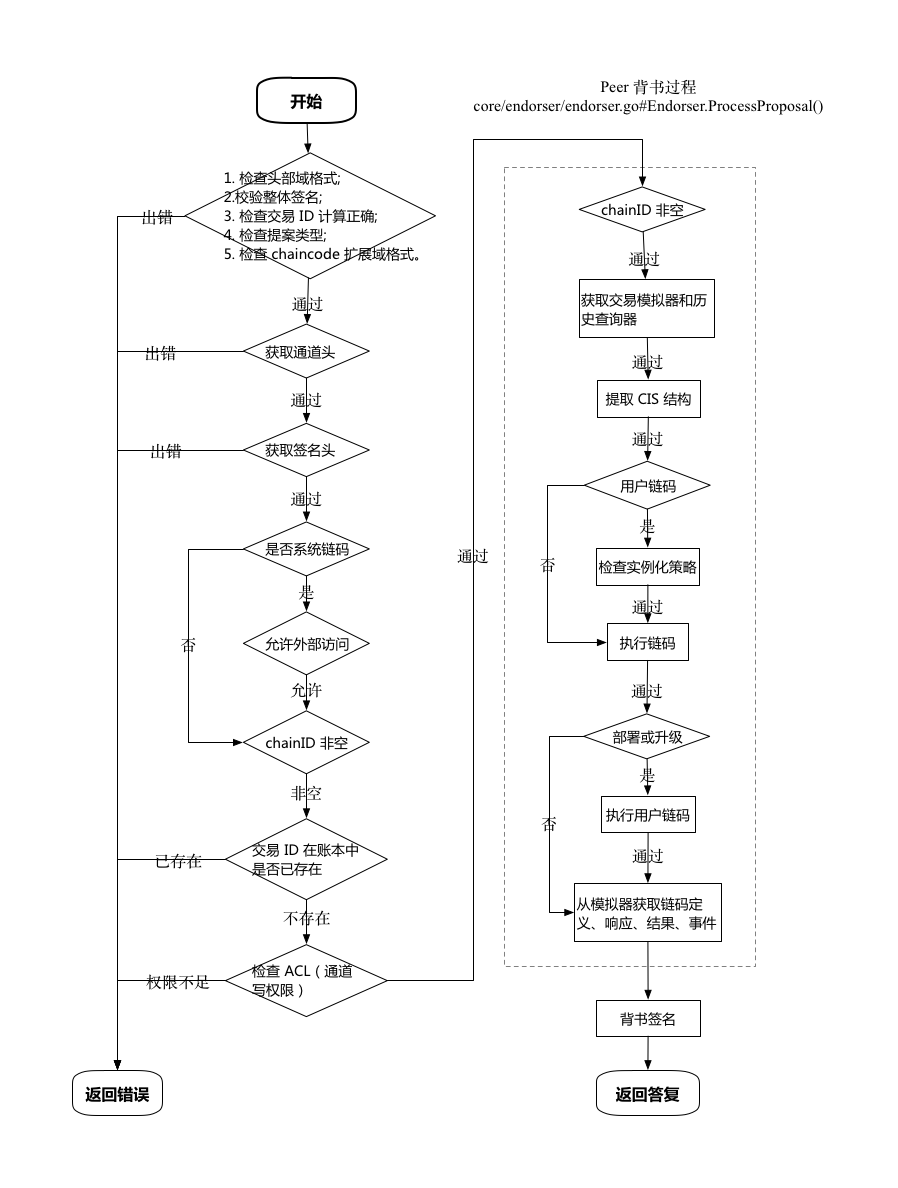 Peer 背书过程
core/endorser/endorser.go#Endorser.ProcessProposal()
开始
1. 检查头部域格式;
2.校验整体签名;
3. 检查交易 ID 计算正确;
4. 检查提案类型;
5. 检查 chaincode 扩展域格式。
出错
通过
获取通道头
出错
通过
获取签名头
出错
通过
是否系统链码
是
否
允许外部访问
允许
chainID 非空
非空
交易 ID 在账本中
是否已存在
已存在
不存在
检查 ACL（通道
写权限）
权限不足
返回错误
通过
chainID 非空
通过
获取交易模拟器和历
史查询器
通过
提取 CIS 结构
通过
用户链码
是
否
检查实例化策略
通过
执行链码
通过
部署或升级
是
否
执行用户链码
通过
从模拟器获取链码定
义、响应、结果、事件
背书签名
返回答复